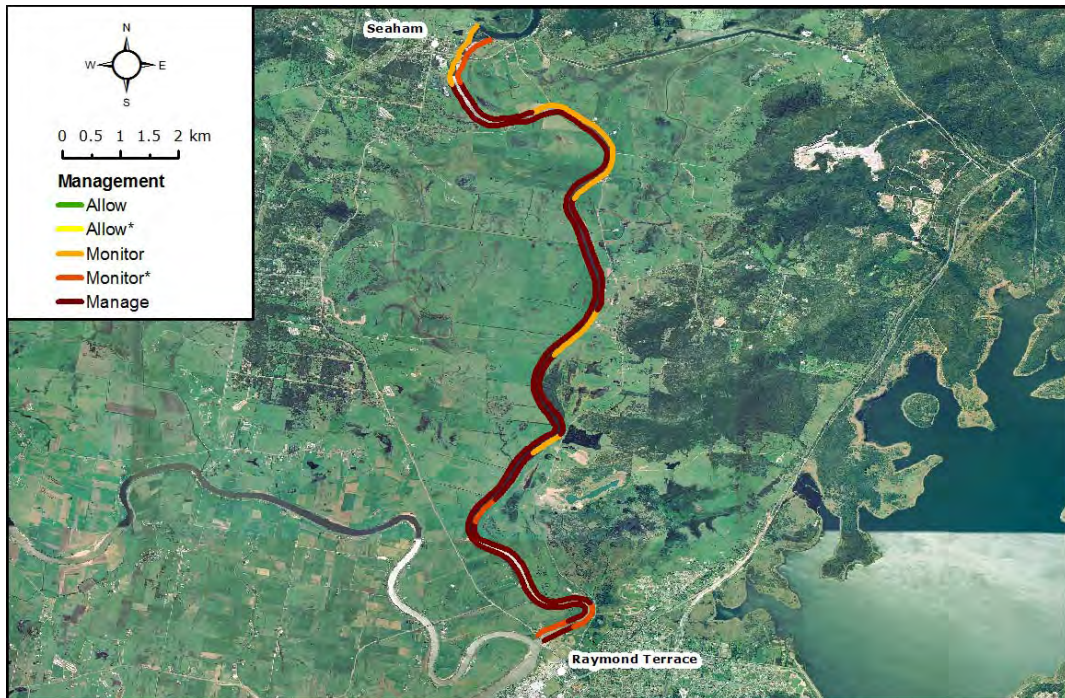 Seaham
N
W E
S
0 0.5 1 1.5 2 km
Management
Allow
Allow*
Monitor
Monitor*
Manage
Raymond Terrace